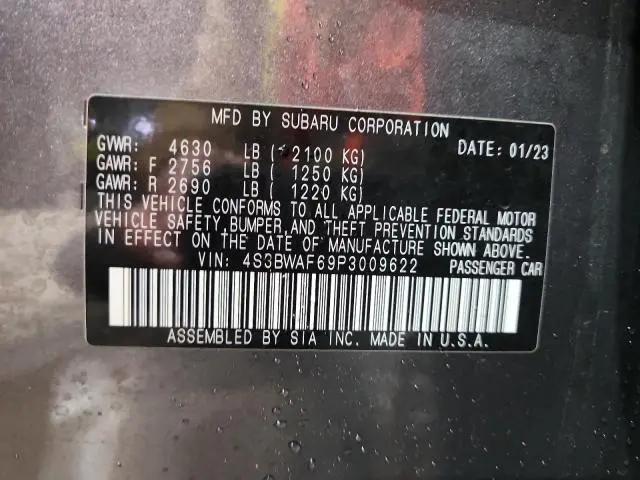 MFD BY SUBARU CORPORATION
GVWR: 4630 LB ( 2100 KG) DATE: 01/23
GAWR: F 2756 LB ( 1250 KG)
GAWR: R 2690 LB ( 1220 KG)
THIS VEHICLE CONFORMS TO ALL APPLICABLE FEDERAL MOTOR
VEHICLE SAFETY, BUMPER, AND THEFT PREVENTION STANDARDS
IN EFFECT ON THE DATE OF MANUFACTURE SHOWN ABOVE.
VIN: 4S3BWAF69P3009622 PASSENGER CAR
ASSEMBLED BY SIA INC. MADE IN U.S.A.